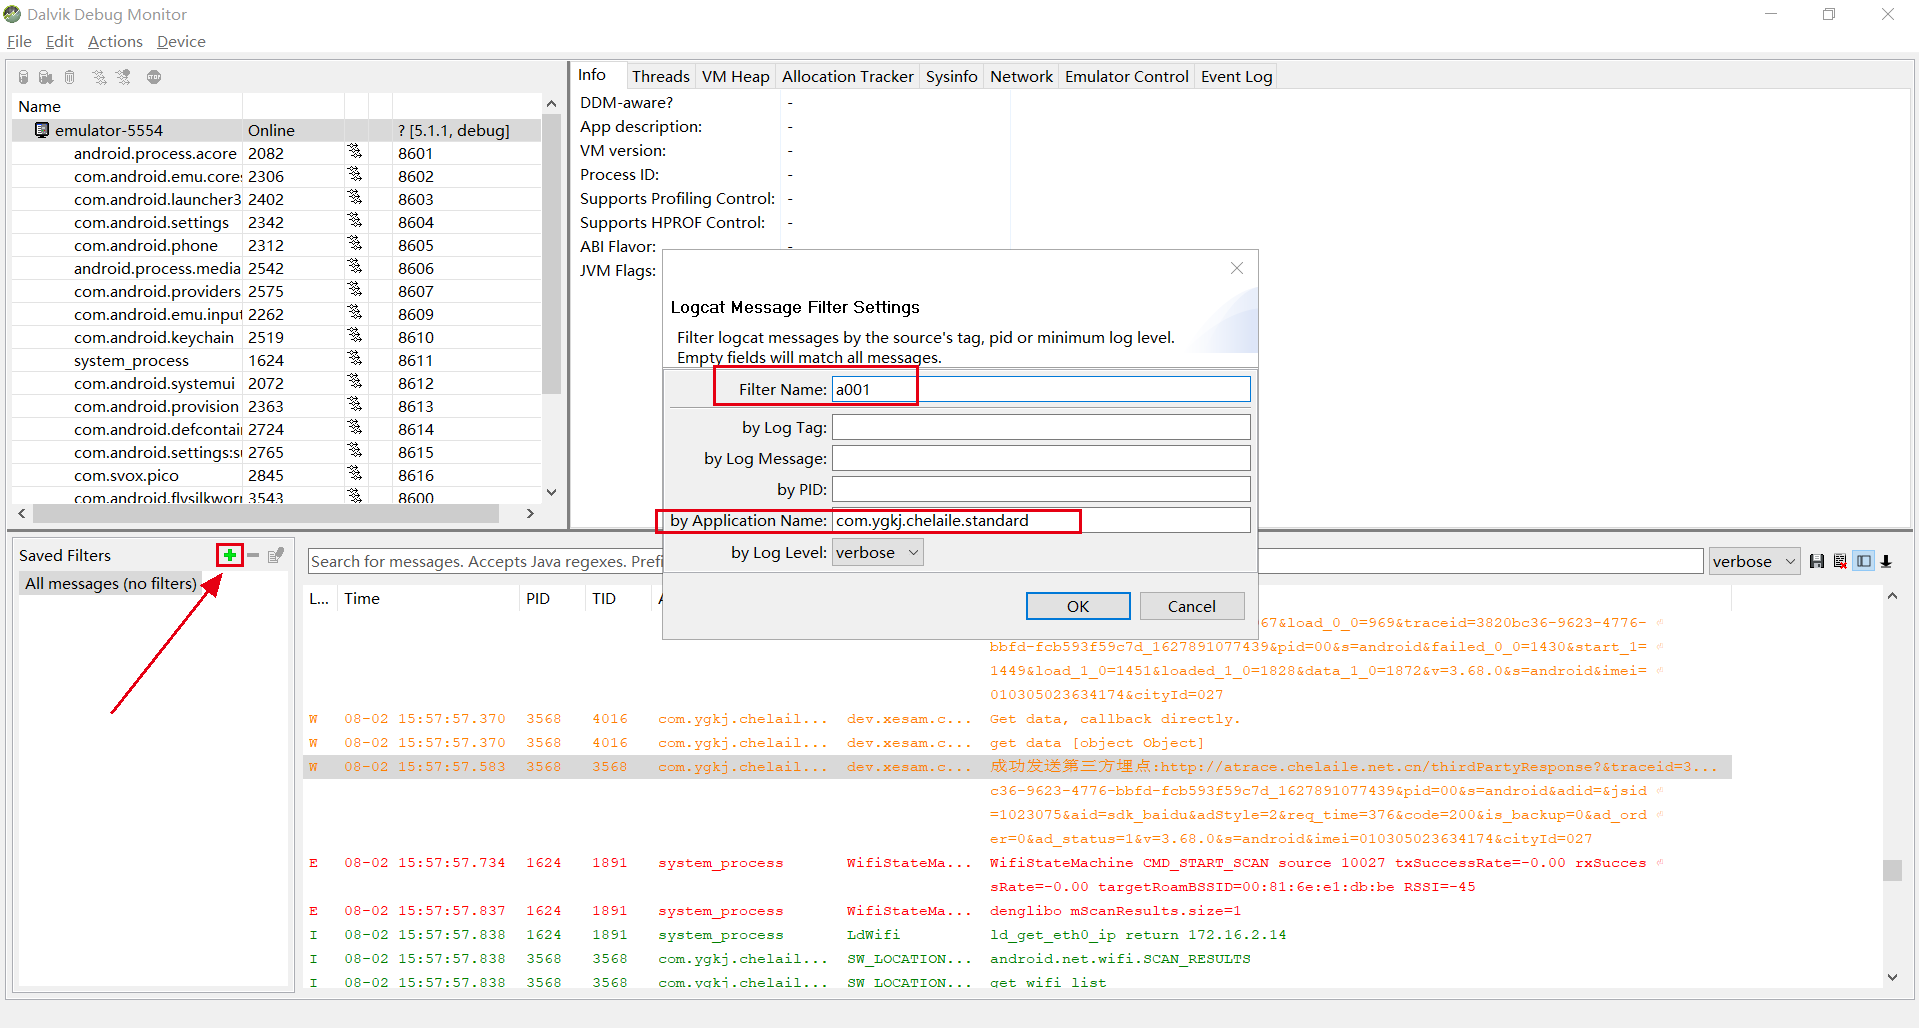 Dalvik Debug Monitor
File Edit Actions Device
Name
emulator-5554 Online ? [5.1.1, debug]
android.process.acore 2082 8601
com.android.emu.core 2306 8602
com.android.launcher3 2402 8603
com.android.settings 2342 8604
com.android.phone 2312 8605
android.process.media 2542 8606
com.android.providers 2575 8607
com.android.emu.input 2262 8609
com.android.keychain 2519 8610
system_process 1624 8611
com.android.systemui 2072 8612
com.android.provision 2363 8613
com.android.defcontai 2724 8614
com.android.settings:s 2765 8615
com.svox.pico 2845 8616
com.android.flysilkwor 3543 8600
Info Threads VM Heap Allocation Tracker Sysinfo Network Emulator Control Event Log
DDM-aware? -
App description: -
VM version: -
Process ID: -
Supports Profiling Control: -
Supports HPROF Control: -
ABI Flavor: -
JVM Flags:
Logcat Message Filter Settings
Filter logcat messages by the source's tag, pid or minimum log level.
Empty fields will match all messages.
Filter Name: a001
by Log Tag:
by Log Message:
by PID:
by Application Name: com.ygkj.chelaile.standard
by Log Level: verbose
OK Cancel
Saved Filters
All messages (no filters)
Search for messages. Accepts Java regexes. Prefi verbose
L... Time PID TID
67&load_0_0=969&traceid=3820bc36-9623-4776-
bbfd-fcb593f59c7d_1627891077439&pid=00&s=android&failed_0_0=1430&start_1=
1449&load_1_0=1451&loaded_1_0=1828&data_1_0=1872&v=3.68.0&s=android&imei=
010305023634174&cityId=027
W 08-02 15:57:57.370 3568 4016 com.ygkj.chelail... dev.xesam.c... Get data, callback directly.
W 08-02 15:57:57.370 3568 4016 com.ygkj.chelail... dev.xesam.c... get data [object Object]
W 08-02 15:57:57.583 3568 3568 com.ygkj.chelail... dev.xesam.c... 成功发送第三方埋点:http://atrace.chelaile.net.cn/thirdPartyResponse?&traceid=3...
c36-9623-4776-bbfd-fcb593f59c7d_1627891077439&pid=00&s=android&adid=&jsid
=1023075&aid=sdk_baidu&adStyle=2&req_time=376&code=200&is_backup=0&ad_ord
er=0&ad_status=1&v=3.68.0&s=android&imei=010305023634174&cityId=027
E 08-02 15:57:57.734 1624 1891 system_process WifiStateMa... WifiStateMachine CMD_START_SCAN source 10027 txSuccessRate=-0.00 rxSucces
sRate=-0.00 targetRoamBSSID=00:81:6e:e1:db:be RSSI=-45
E 08-02 15:57:57.837 1624 1891 system_process WifiStateMa... denglibo mScanResults.size=1
I 08-02 15:57:57.838 1624 1891 system_process LdWifi ld_get_eth0_ip return 172.16.2.14
I 08-02 15:57:57.838 3568 3568 com.ygkj.chelail... SW_LOCATION... android.net.wifi.SCAN_RESULTS
I 08-02 15:57:57.838 3568 3568 com.ygkj.chelail... SW_LOCATION... get wifi list